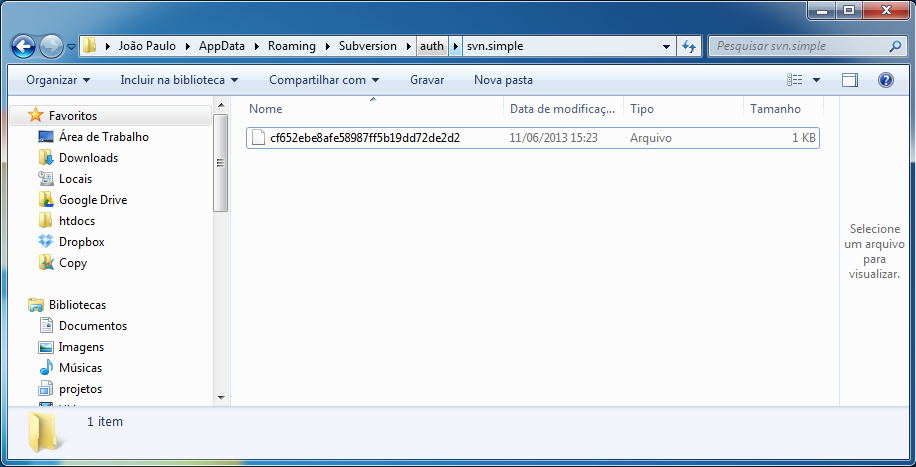 João Paulo AppData Roaming Subversion auth svn.simple Pesquisar svn.simple
Organizar Incluir na biblioteca Compartilhar com Gravar Nova pasta
Favoritos
Área de Trabalho
Downloads
Locais
Google Drive
htdocs
Dropbox
Copy
Bibliotecas
Documentos
Imagens
Músicas
projetos
Nome Data de modificaç... Tipo Tamanho
cf652ebe8afe58987ff5b19dd72de2d2 11/06/2013 15:23 Arquivo 1 KB
Selecione
um arquivo
para
visualizar.
1 item